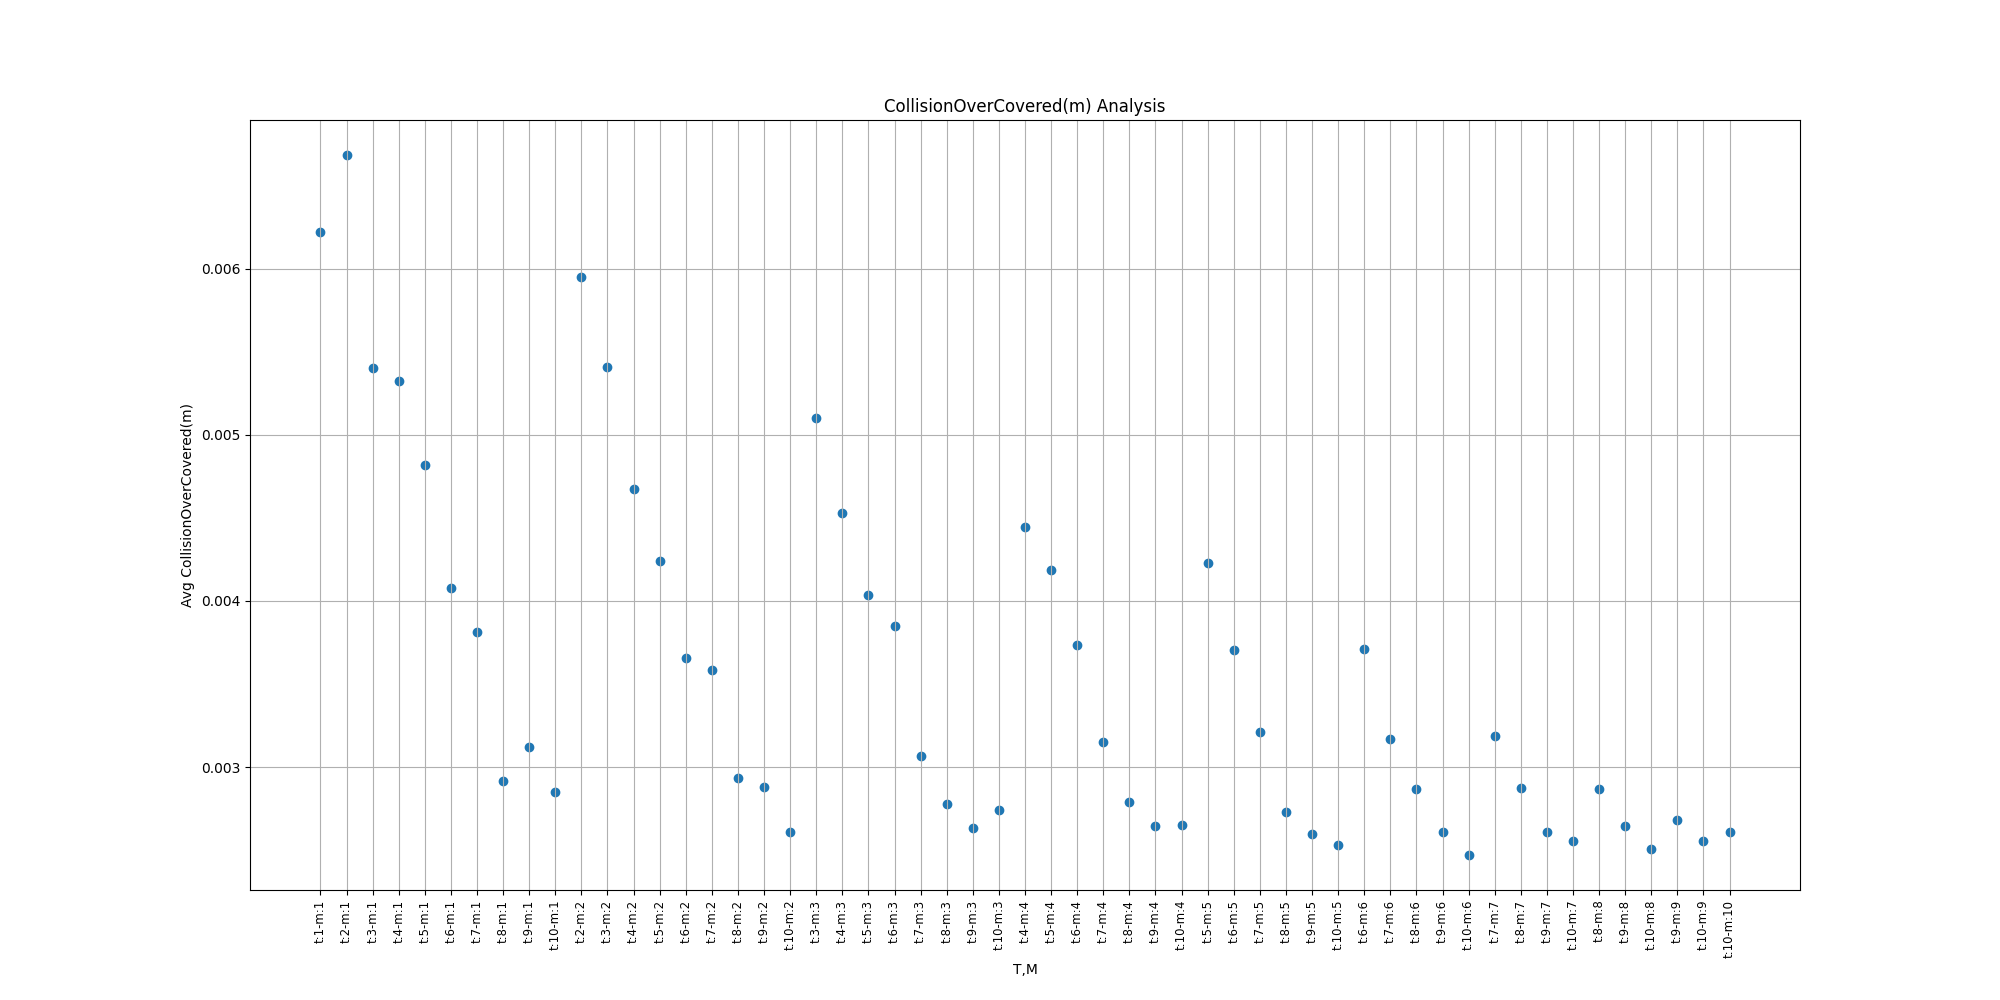 CollisionOverCovered(m) Analysis
Avg CollisionOverCovered(m)
0.006
0.005
0.004
0.003
t:1-m:1
t:2-m:1
t:3-m:1
t:4-m:1
t:5-m:1
t:6-m:1
t:7-m:1
t:8-m:1
t:9-m:1
t:10-m:1
t:2-m:2
t:3-m:2
t:4-m:2
t:5-m:2
t:6-m:2
t:7-m:2
t:8-m:2
t:9-m:2
t:10-m:2
t:3-m:3
t:4-m:3
t:5-m:3
t:6-m:3
t:7-m:3
t:8-m:3
t:9-m:3
t:10-m:3
t:4-m:4
t:5-m:4
t:6-m:4
t:7-m:4
t:8-m:4
t:9-m:4
t:10-m:4
t:5-m:5
t:6-m:5
t:7-m:5
t:8-m:5
t:9-m:5
t:10-m:5
t:6-m:6
t:7-m:6
t:8-m:6
t:9-m:6
t:10-m:6
t:7-m:7
t:8-m:7
t:9-m:7
t:10-m:7
t:8-m:8
t:9-m:8
t:10-m:8
t:9-m:9
t:10-m:9
t:10-m:10
T,M